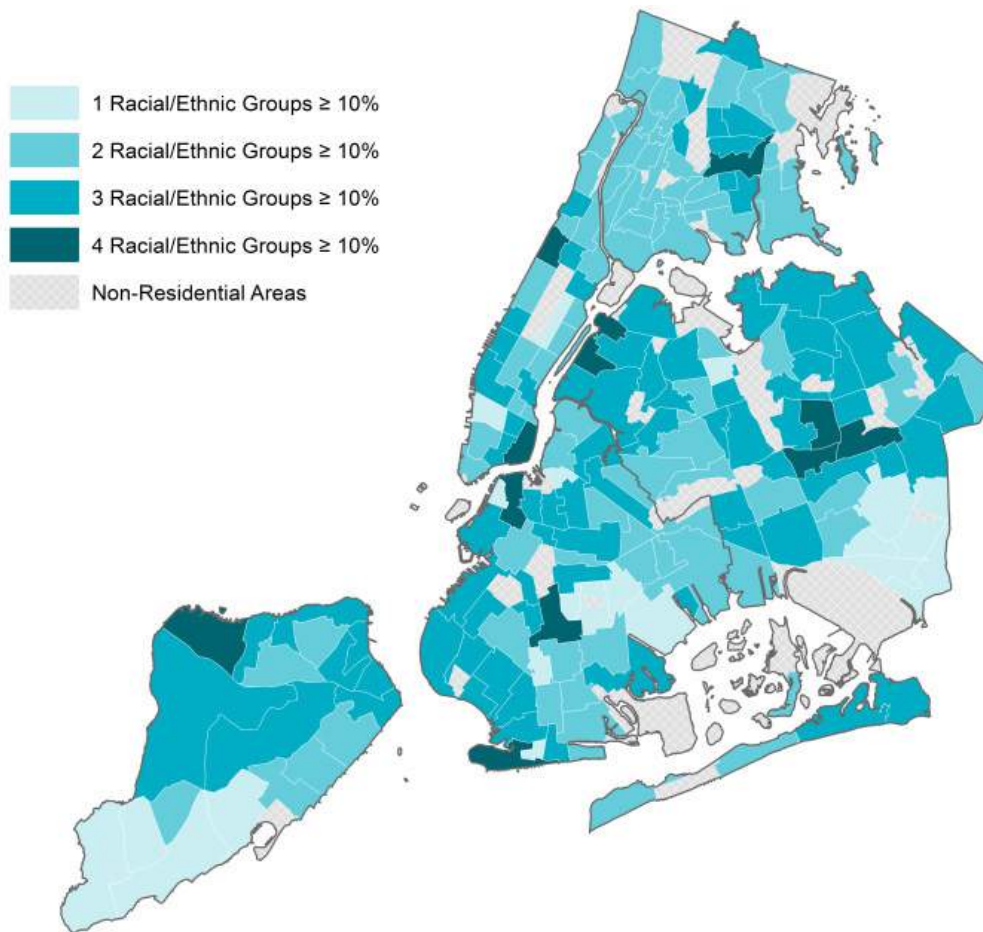 1 Racial/Ethnic Groups ≥ 10%
2 Racial/Ethnic Groups ≥ 10%
3 Racial/Ethnic Groups ≥ 10%
4 Racial/Ethnic Groups ≥ 10%
Non-Residential Areas